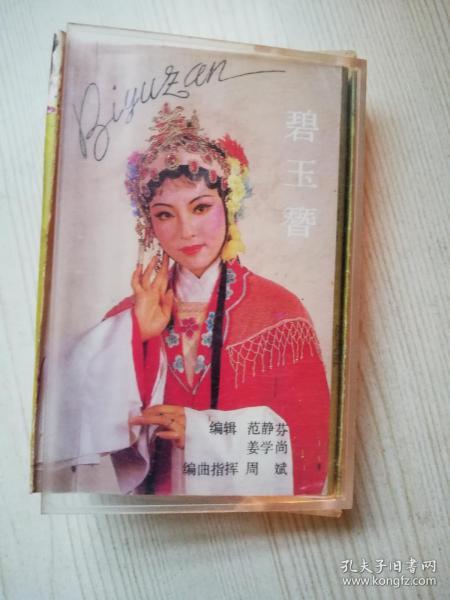 Biyuzan
碧玉簪
编辑 范静芬
姜学尚
编曲指挥 周 斌
孔夫子旧书网
www.kongfz.com